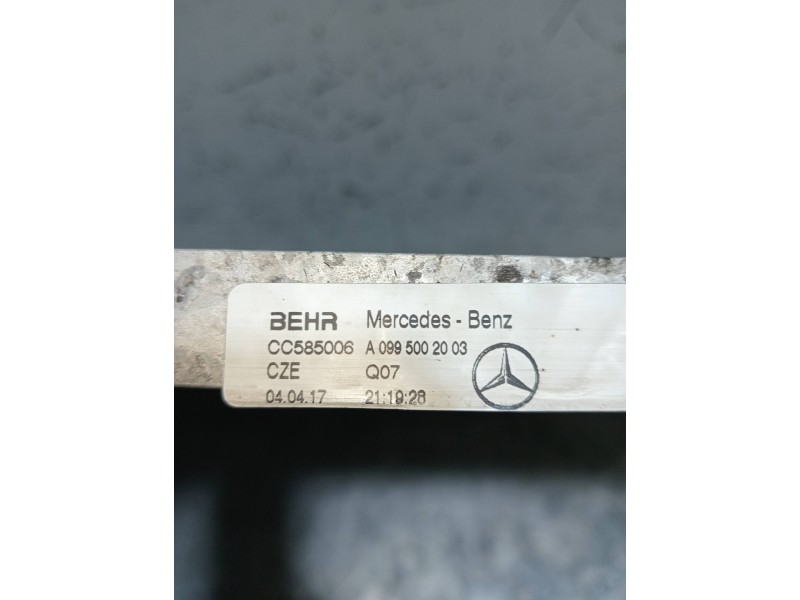 BEHR Mercedes - Benz
CC585006 A 099 500 20 03
CZE Q07
04.04.17 21:19:28